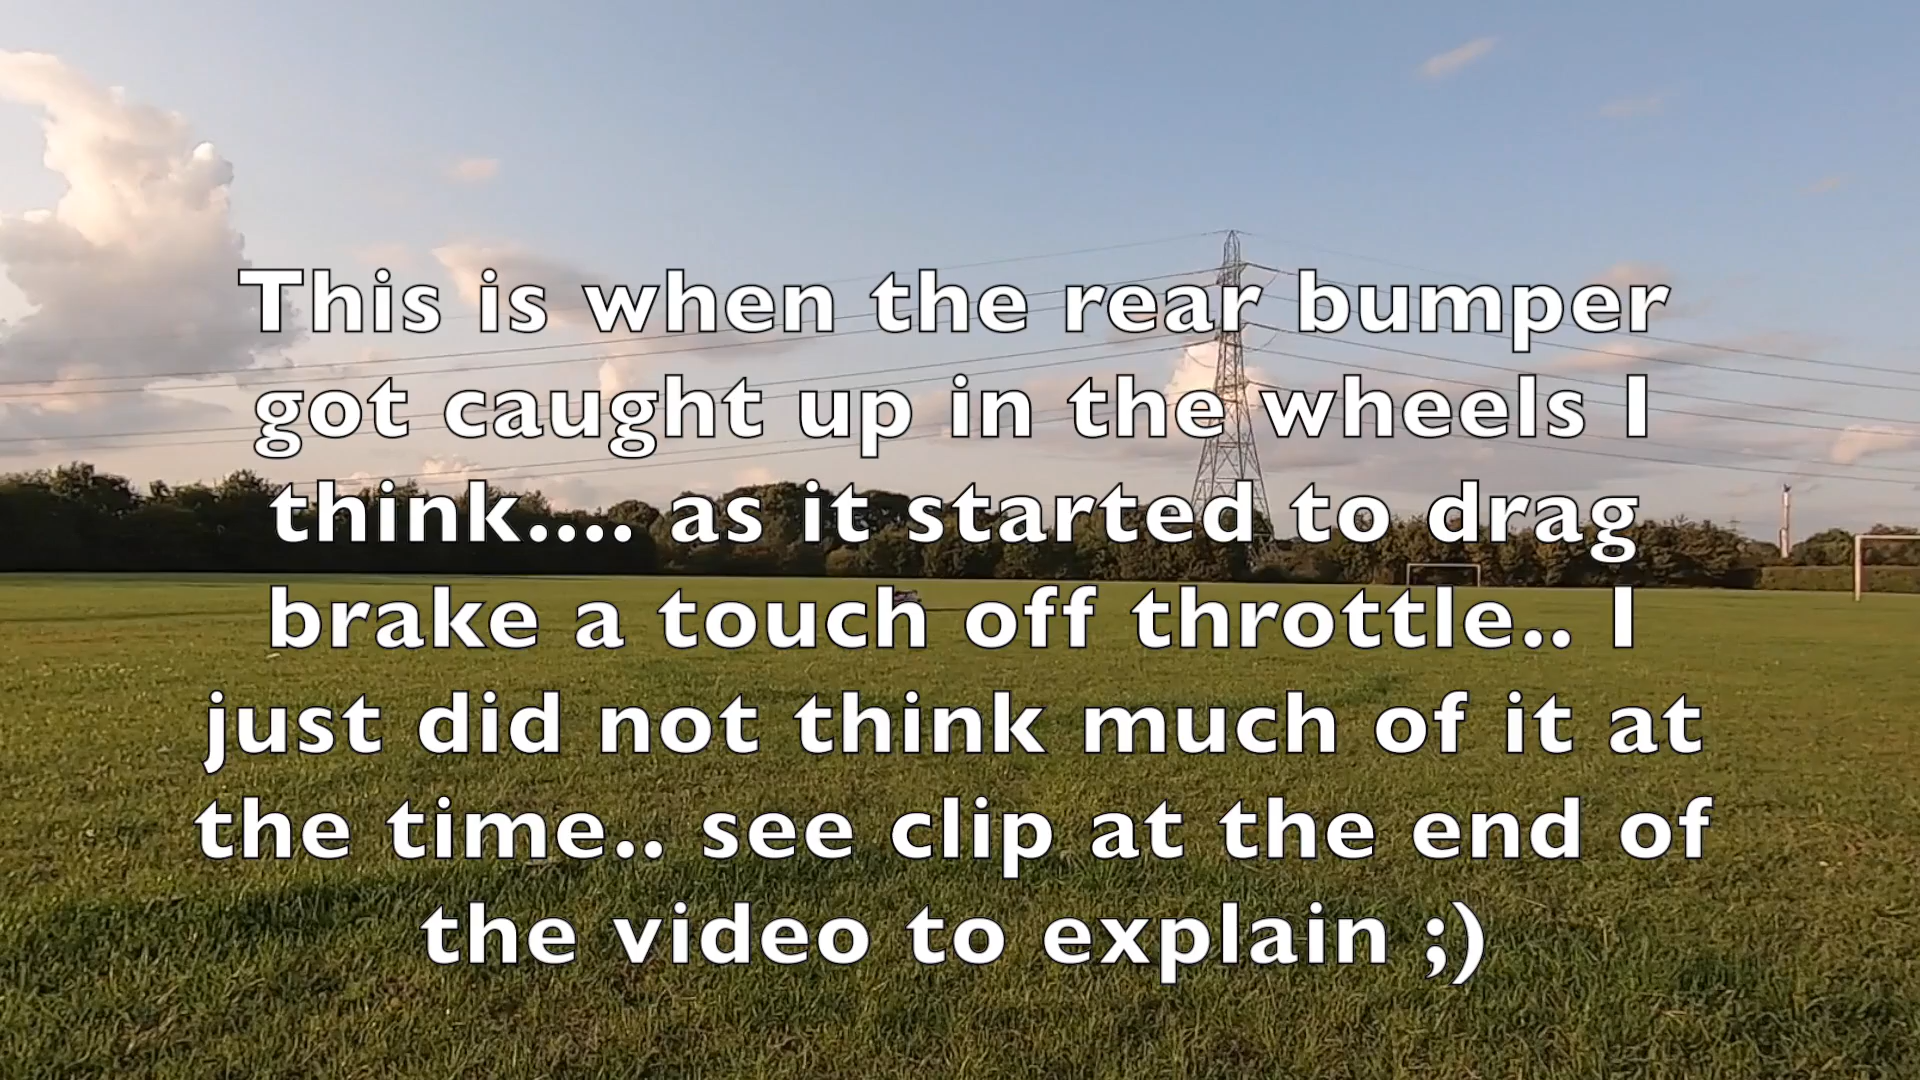 This is when the rear bumper
got caught up in the wheels I
think.... as it started to drag
brake a touch off throttle.. I
just did not think much of it at
the time.. see clip at the end of
the video to explain ;)